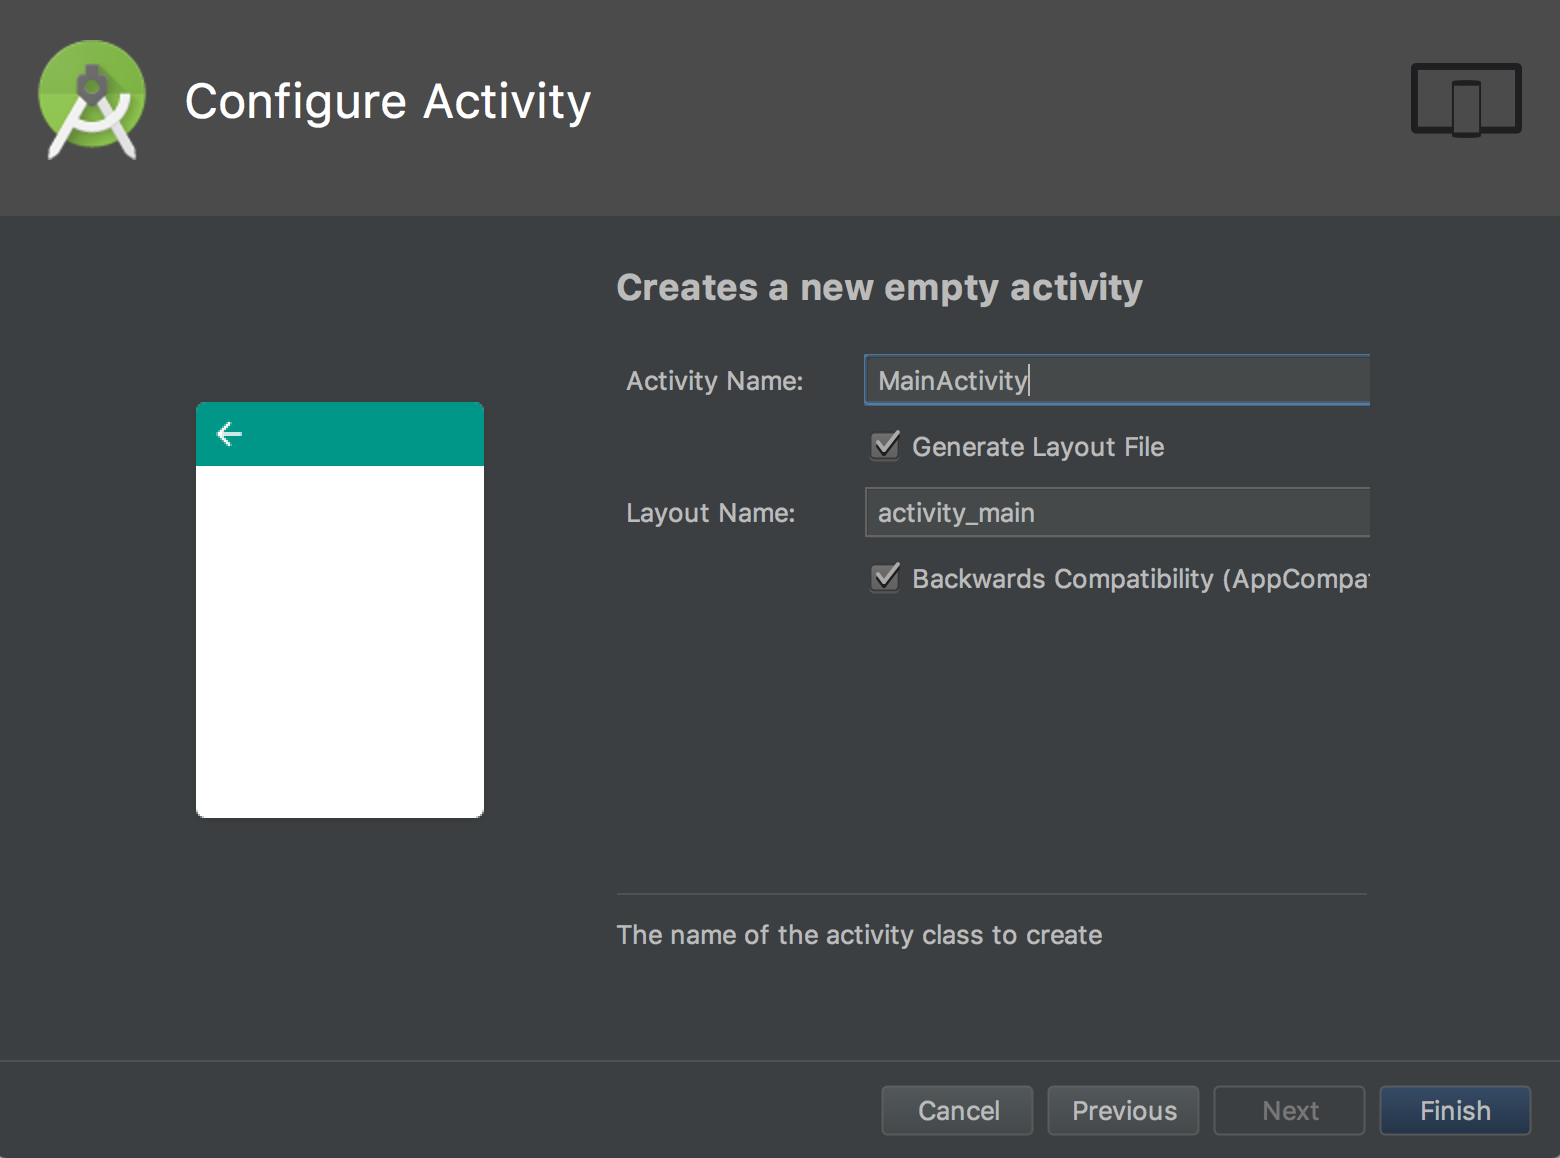 Configure Activity
Creates a new empty activity
Activity Name: MainActivity
Generate Layout File
Layout Name: activity_main
Backwards Compatibility (AppCompa
The name of the activity class to create
Cancel Previous Next Finish